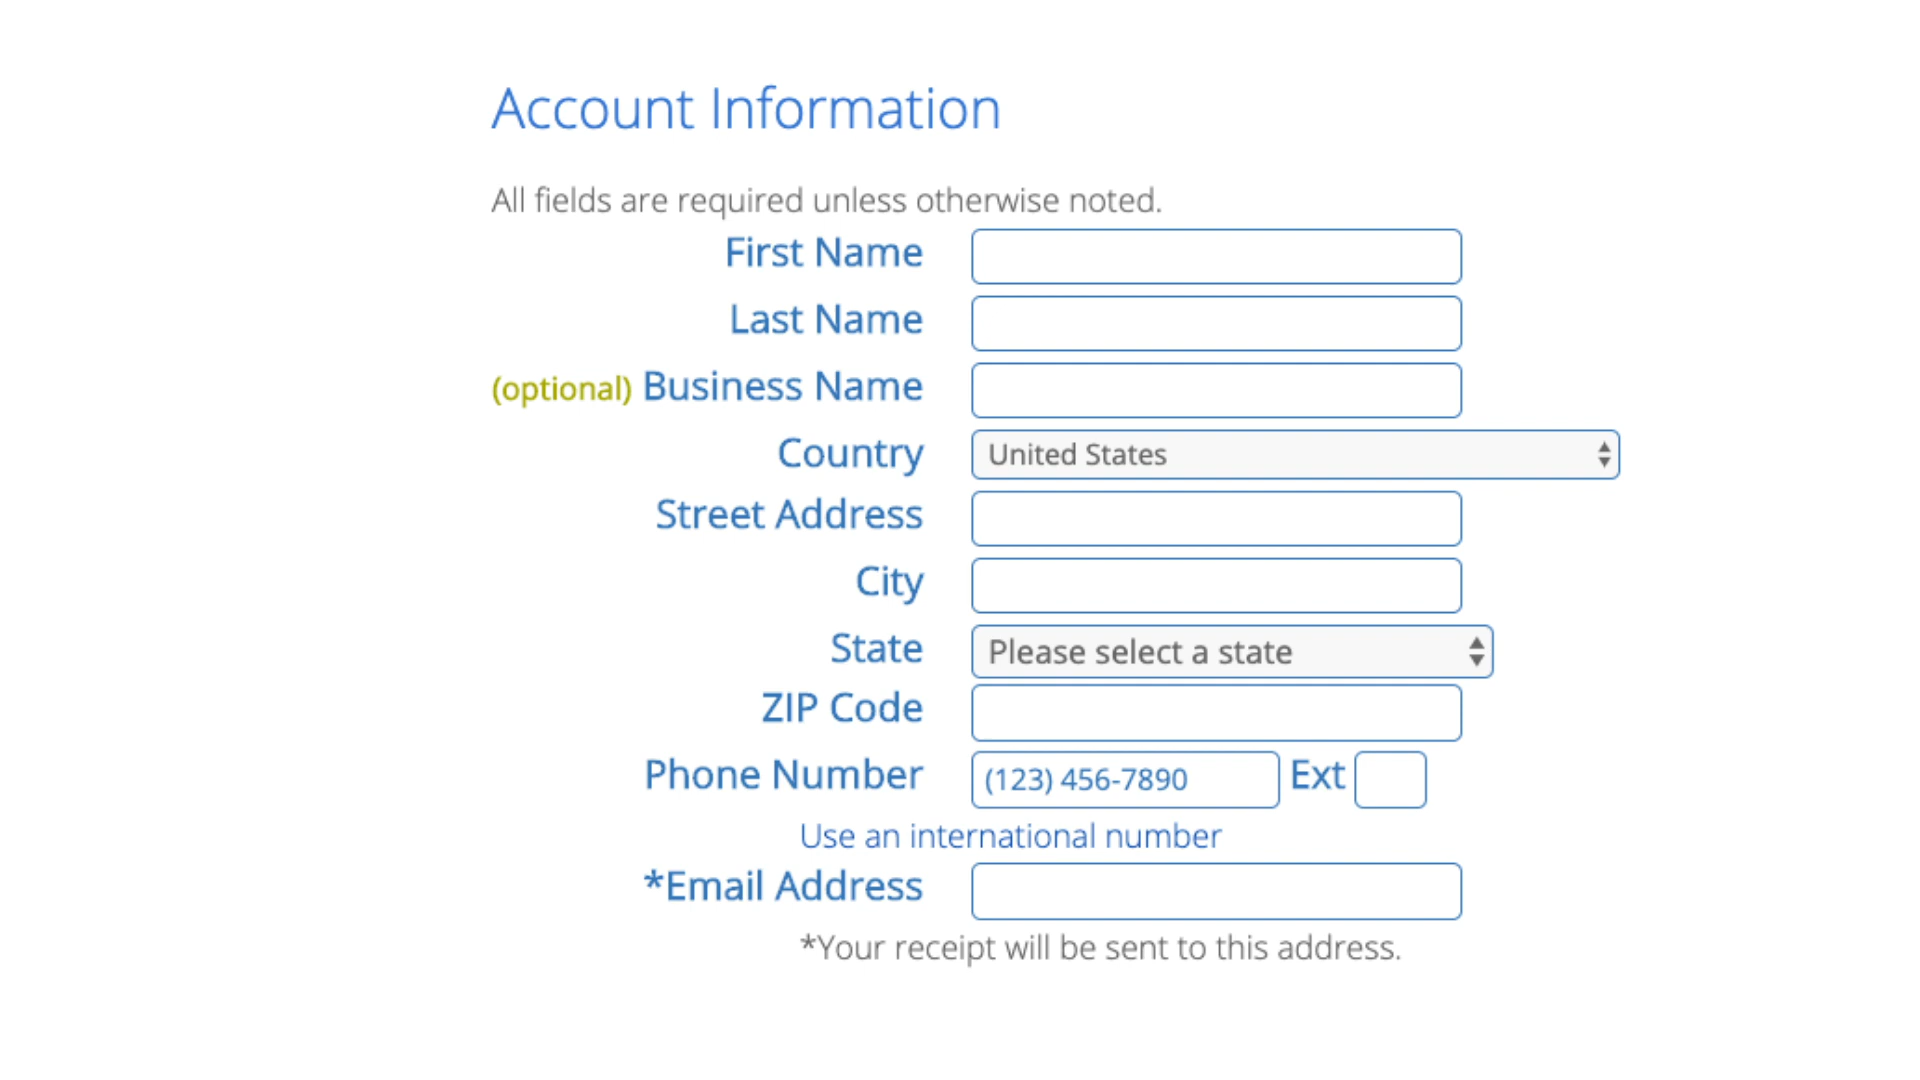 Account Information
All fields are required unless otherwise noted.
First Name
Last Name
(optional) Business Name
Country United States
Street Address
City
State Please select a state
ZIP Code
Phone Number (123) 456-7890 Ext
Use an international number
*Email Address
*Your receipt will be sent to this address.